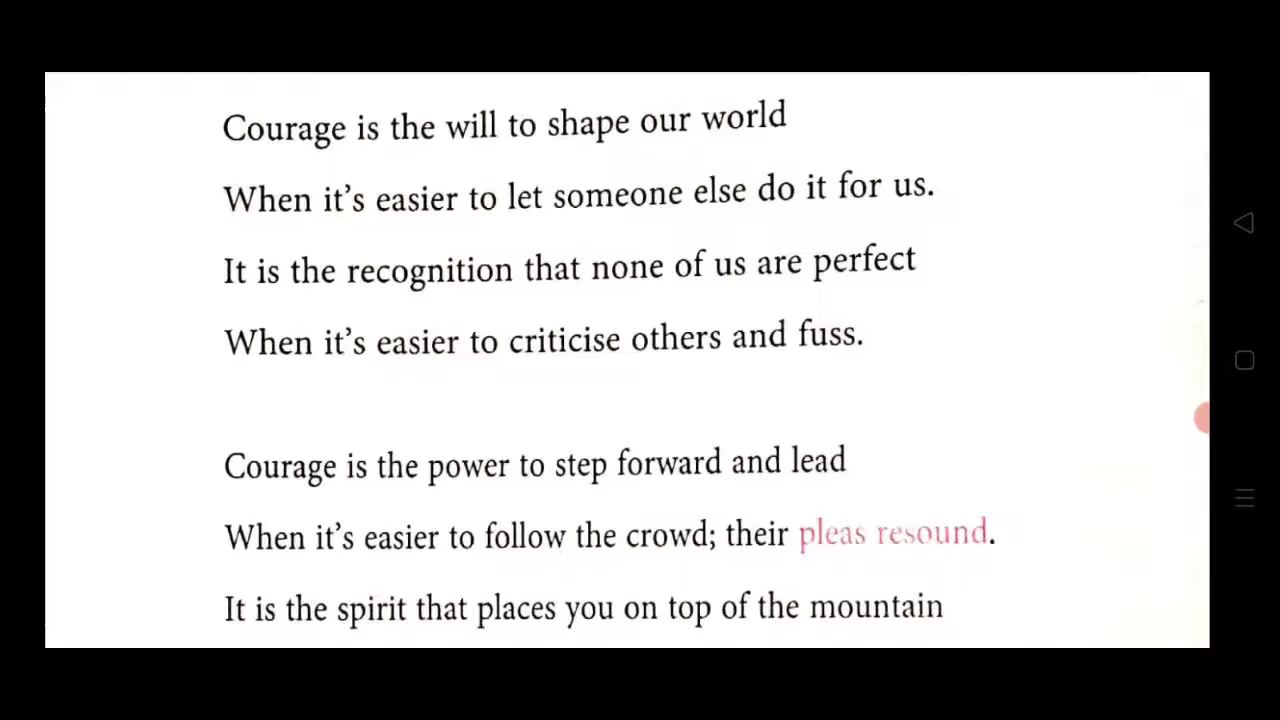 Courage is the will to shape our world
When it's easier to let someone else do it for us.
It is the recognition that none of us are perfect
When it's easier to criticise others and fuss.
Courage is the power to step forward and lead
When it's easier to follow the crowd; their pleas resound.
It is the spirit that places you on top of the mountain